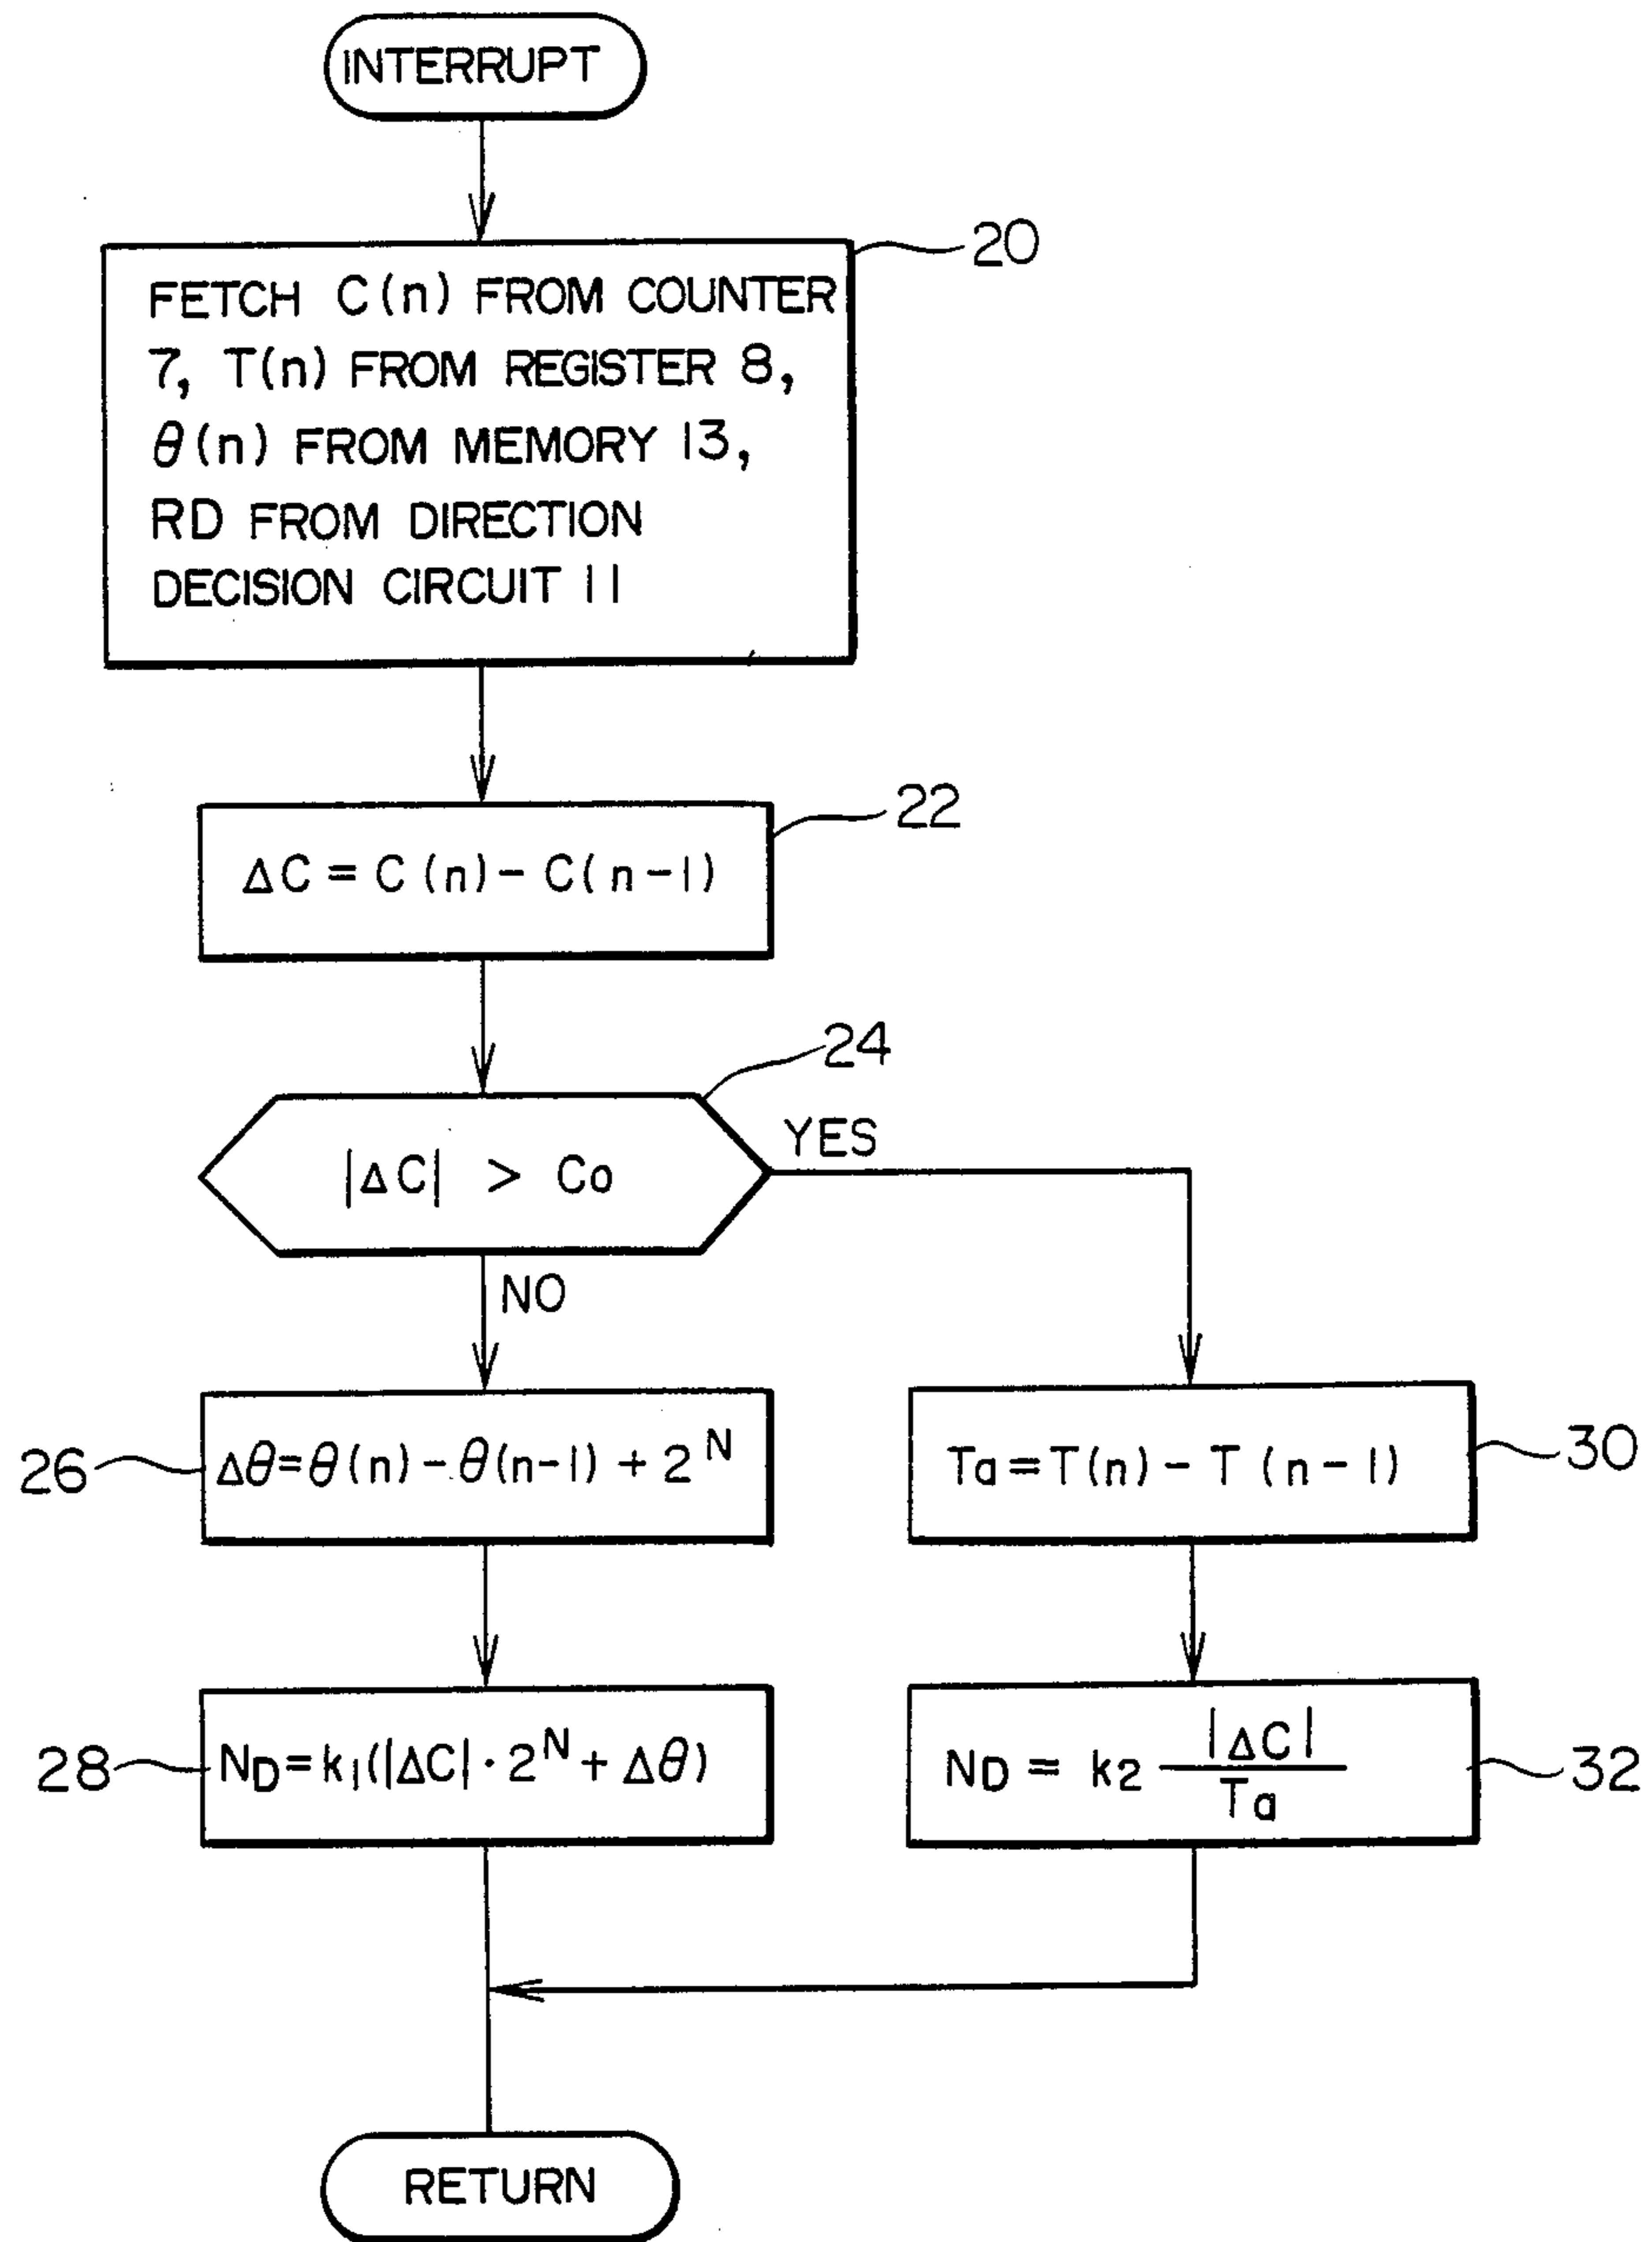 INTERRUPT
20
FETCH C(n) FROM COUNTER
7, T(n) FROM REGISTER 8,
θ(n) FROM MEMORY 13,
RD FROM DIRECTION
DECISION CIRCUIT 11
22
ΔC = C(n) - C(n-1)
24
|ΔC| > Co
YES
NO
26
Δθ=θ(n)-θ(n-1)+2^N
Ta=T(n)-T(n-1)
30
28
N_D=k₁(|ΔC|·2^N+Δθ)
N_D = k₂ |ΔC|/Ta
32
RETURN